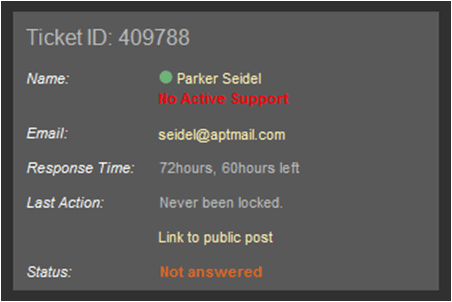 Ticket ID: 409788
Name: Parker Seidel
No Active Support
Email: seidel@aptmail.com
Response Time: 72hours, 60hours left
Last Action: Never been locked.
Link to public post
Status: Not answered